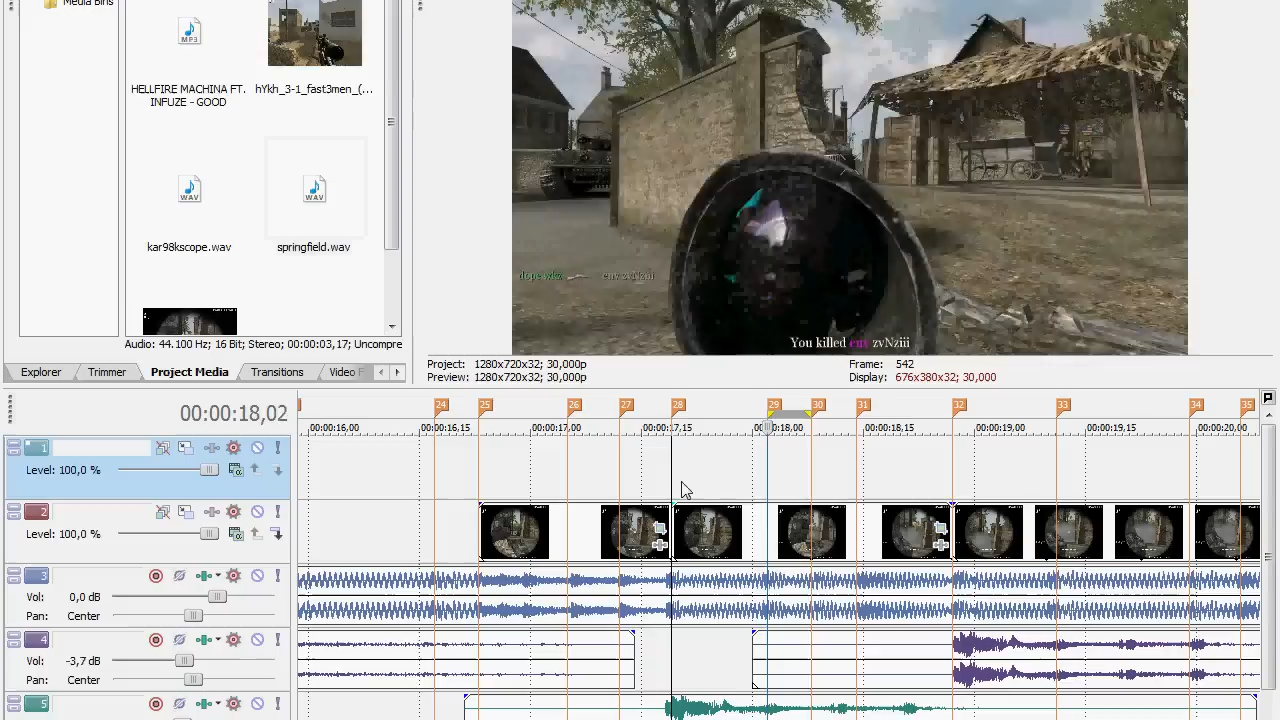 Media Bins
MP3
HELLFIRE MACHINA FT. INFUZE - GOOD
hYkh_3-1_fast3men_(...
WAV
WAV
kar98kscope.wav
springfield.wav
Audio: 44.100 Hz; 16 Bit; Stereo; 00:00:03,17; Uncompre
Explorer Trimmer Project Media Transitions Video F
You killed env zvNziii
Project: 1280x720x32; 30,000p
Preview: 1280x720x32; 30,000p
Frame: 542
Display: 676x380x32; 30,000
00:00:18,02
24 25 26 27 28 29 30 31 32 33 34 35
00:00:16,00 00:00:16,15 00:00:17,00 00:00:17,15 00:00:18,00 00:00:18,15 00:00:19,00 00:00:19,15 00:00:20,00
1
Level: 100,0 %
2
Level: 100,0 %
3
Vol: 0,0 dB
Pan: Center
4
Vol: -3,7 dB
Pan: Center
5